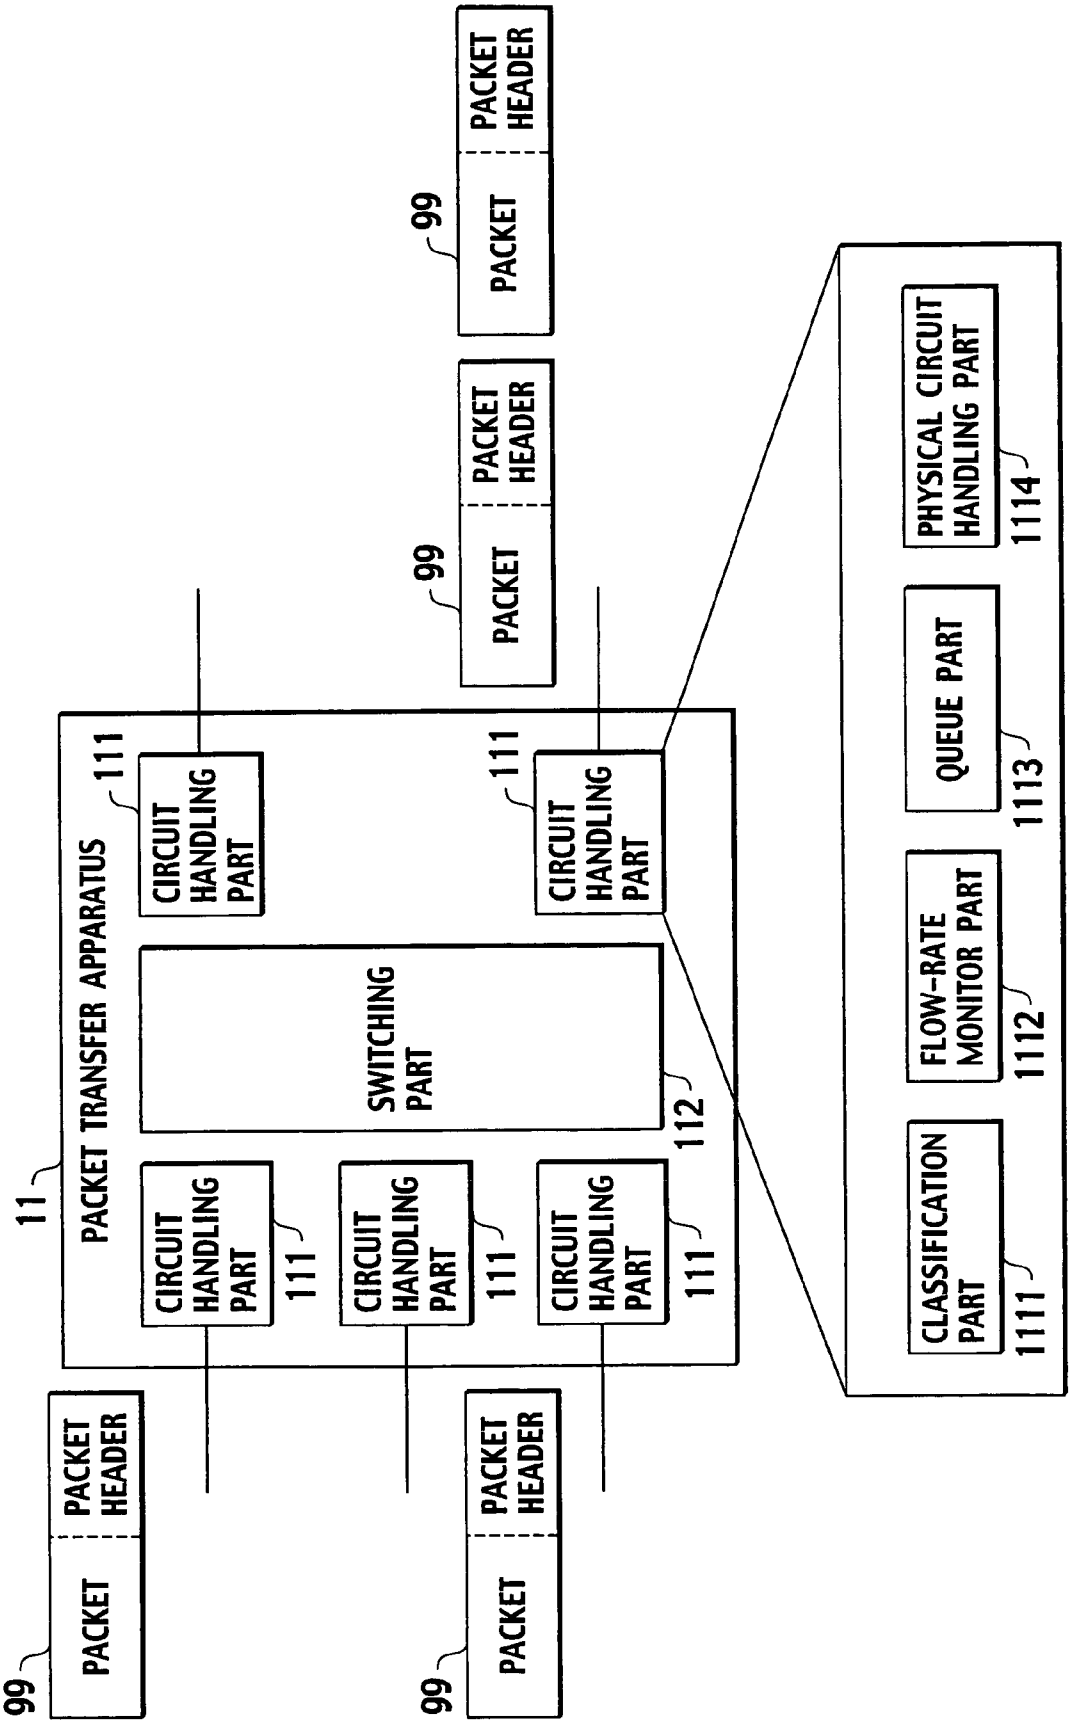 11
PACKET TRANSFER APPARATUS
99
PACKET
PACKET
HEADER
99
PACKET
PACKET
HEADER
CIRCUIT
HANDLING
PART
111
CIRCUIT
HANDLING
PART
111
CIRCUIT
HANDLING
PART
111
SWITCHING
PART
112
111
CIRCUIT
HANDLING
PART
111
CIRCUIT
HANDLING
PART
99
PACKET
PACKET
HEADER
99
PACKET
PACKET
HEADER
CLASSIFICATION
PART
1111
FLOW-RATE
MONITOR PART
1112
QUEUE PART
1113
PHYSICAL CIRCUIT
HANDLING PART
1114